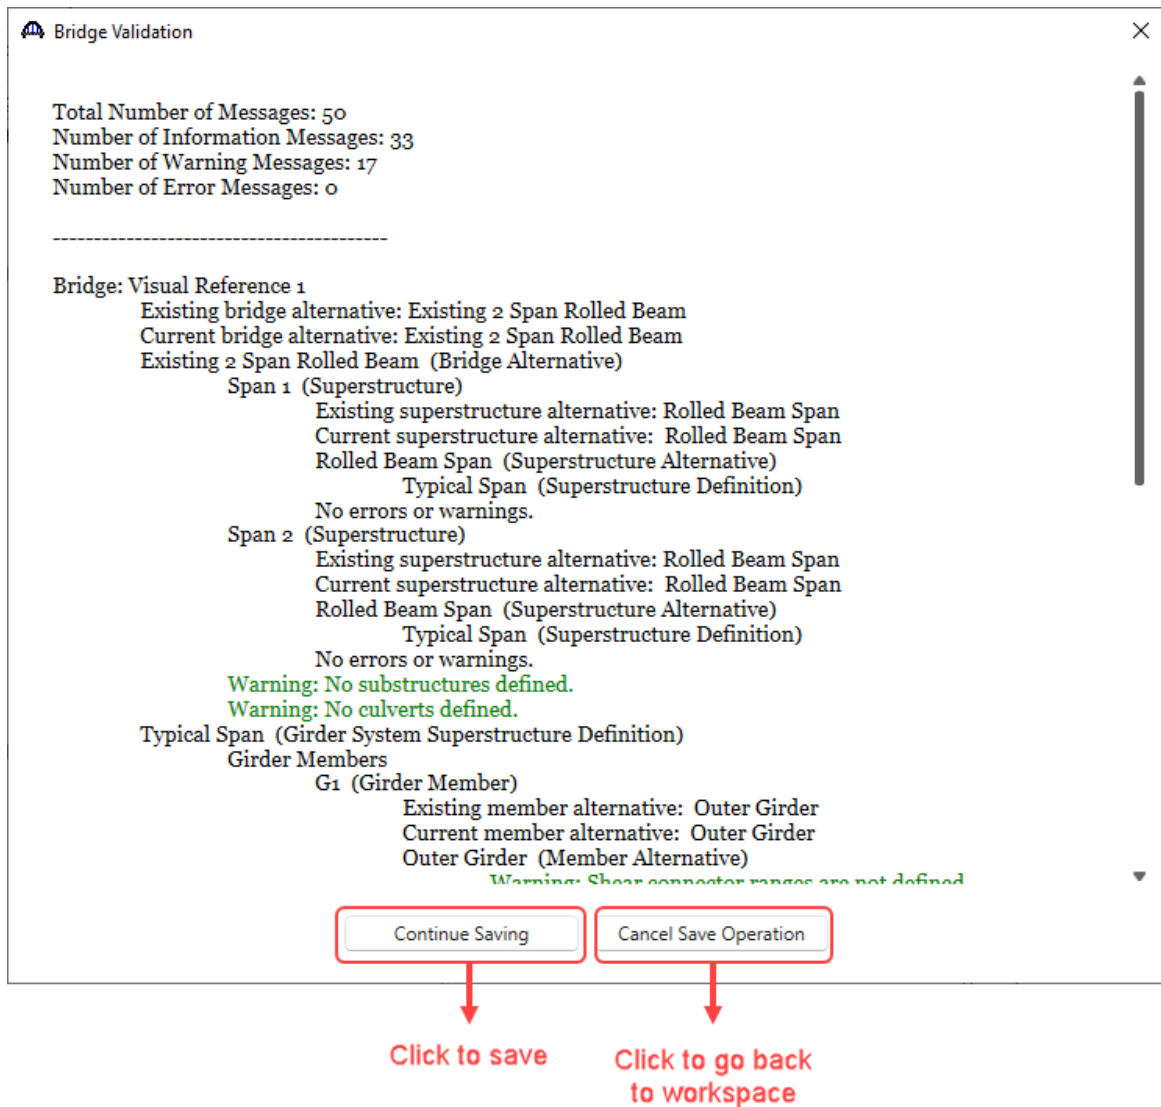 Bridge Validation
Total Number of Messages: 50
Number of Information Messages: 33
Number of Warning Messages: 17
Number of Error Messages: 0
-----------------------------------------
Bridge: Visual Reference 1
Existing bridge alternative: Existing 2 Span Rolled Beam
Current bridge alternative: Existing 2 Span Rolled Beam
Existing 2 Span Rolled Beam (Bridge Alternative)
Span 1 (Superstructure)
Existing superstructure alternative: Rolled Beam Span
Current superstructure alternative: Rolled Beam Span
Rolled Beam Span (Superstructure Alternative)
Typical Span (Superstructure Definition)
No errors or warnings.
Span 2 (Superstructure)
Existing superstructure alternative: Rolled Beam Span
Current superstructure alternative: Rolled Beam Span
Rolled Beam Span (Superstructure Alternative)
Typical Span (Superstructure Definition)
No errors or warnings.
Warning: No substructures defined.
Warning: No culverts defined.
Typical Span (Girder System Superstructure Definition)
Girder Members
G1 (Girder Member)
Existing member alternative: Outer Girder
Current member alternative: Outer Girder
Outer Girder (Member Alternative)
Warning: Shear connector ranges are not defined
Continue Saving Cancel Save Operation
Click to save
Click to go back
to workspace